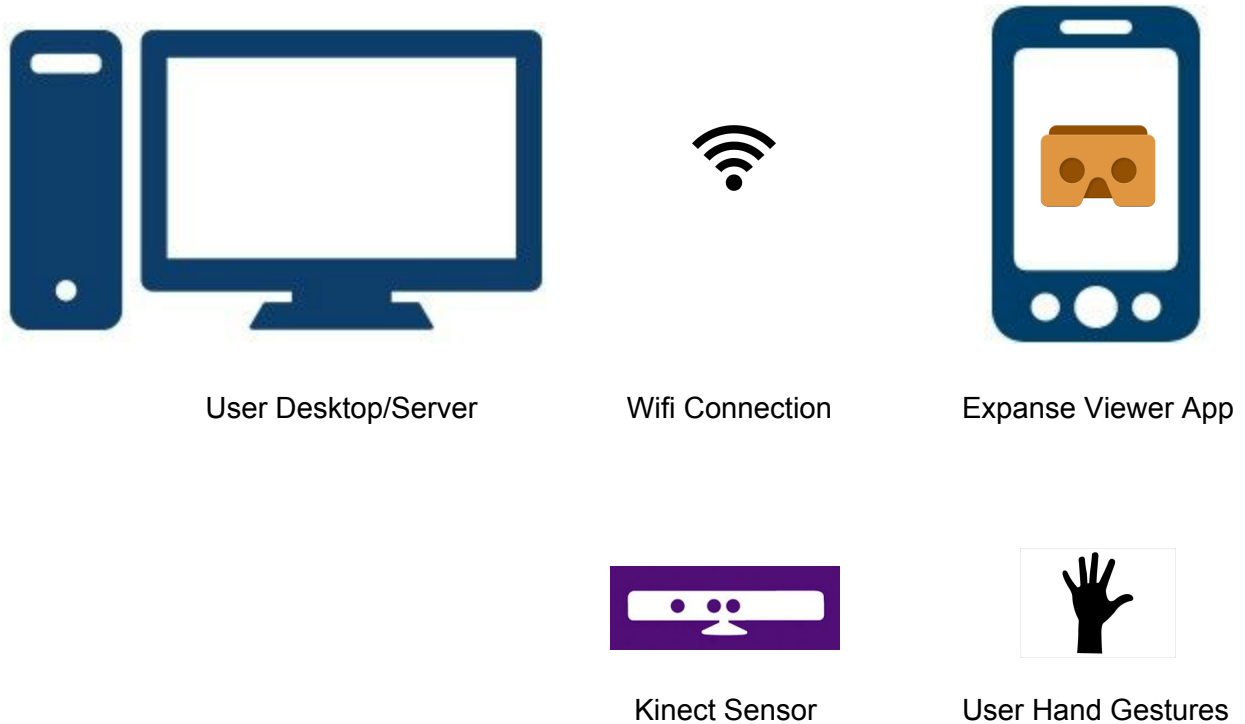 User Desktop/Server
Wifi Connection
Expanse Viewer App
Kinect Sensor
User Hand Gestures